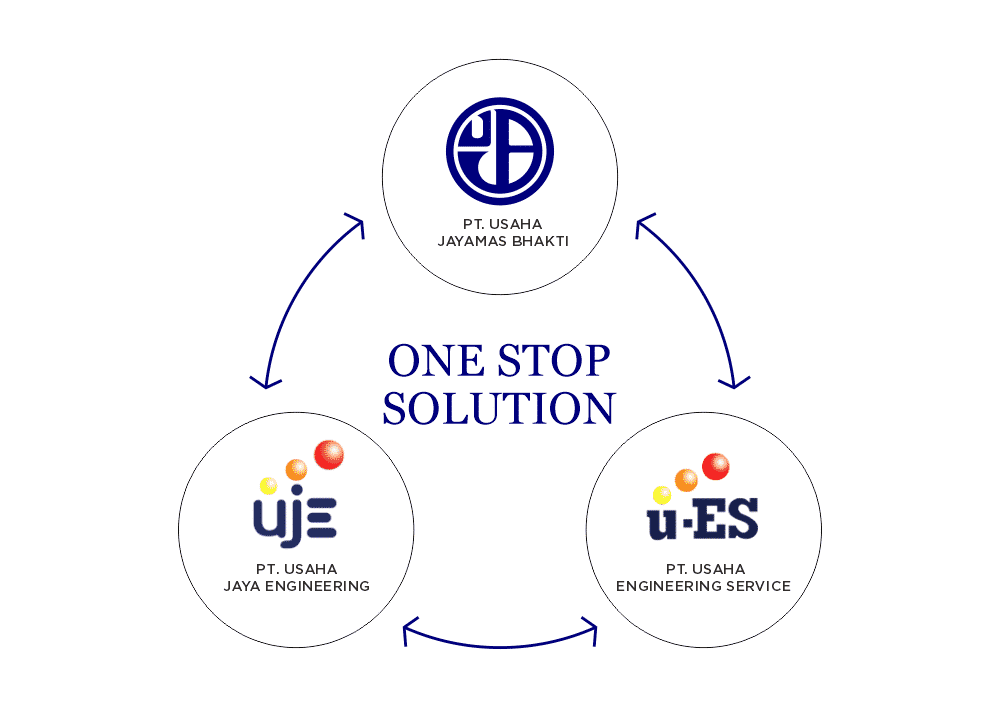 PT. USAHA
JAYAMAS BHAKTI
ONE STOP
SOLUTION
uje
PT. USAHA
JAYA ENGINEERING
u-ES
PT. USAHA
ENGINEERING SERVICE